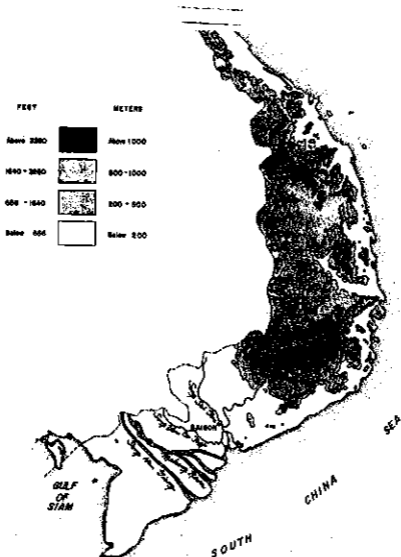 FEET METERS
Above 3280 Above 1000
1640 - 3280 500-1000
656 - 1640 200 - 500
Below 656 Below 200
SAIGON
GULF
OF
SIAM
SOUTH CHINA SEA